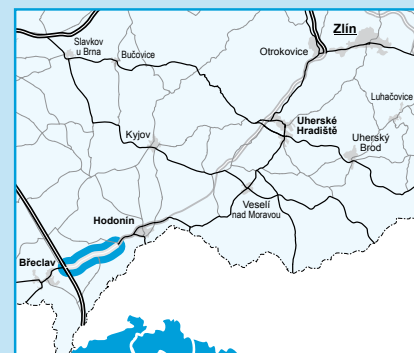 Zlín
Slavkov
u Brna
Bučovice
Otrokovice
Luhačovice
Uherské
Hradiště
Kyjov
Uherský
Brod
Veselí
nad Moravou
Hodonín
Břeclav